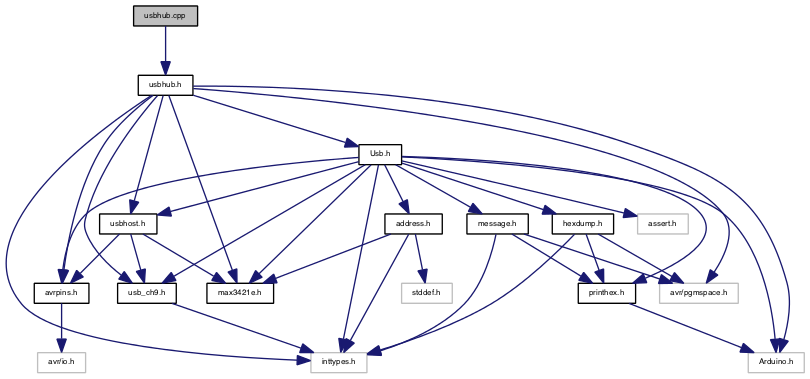 usbhub.cpp
usbhub.h
Usb.h
usbhost.h
address.h
message.h
hexdump.h
assert.h
avrpins.h
usb_ch9.h
max3421e.h
stddef.h
printhex.h
avr/pgmspace.h
avr/io.h
inttypes.h
Arduino.h